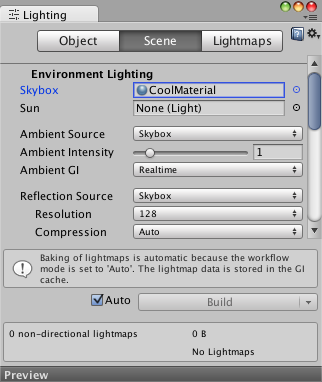 Lighting
Object Scene Lightmaps
Environment Lighting
Skybox CoolMaterial
Sun None (Light)
Ambient Source Skybox
Ambient Intensity 1
Ambient GI Realtime
Reflection Source Skybox
Resolution 128
Compression Auto
Baking of lightmaps is automatic because the workflow
mode is set to 'Auto'. The lightmap data is stored in the GI
cache.
Auto Build
0 non-directional lightmaps 0 B
No Lightmaps
Preview